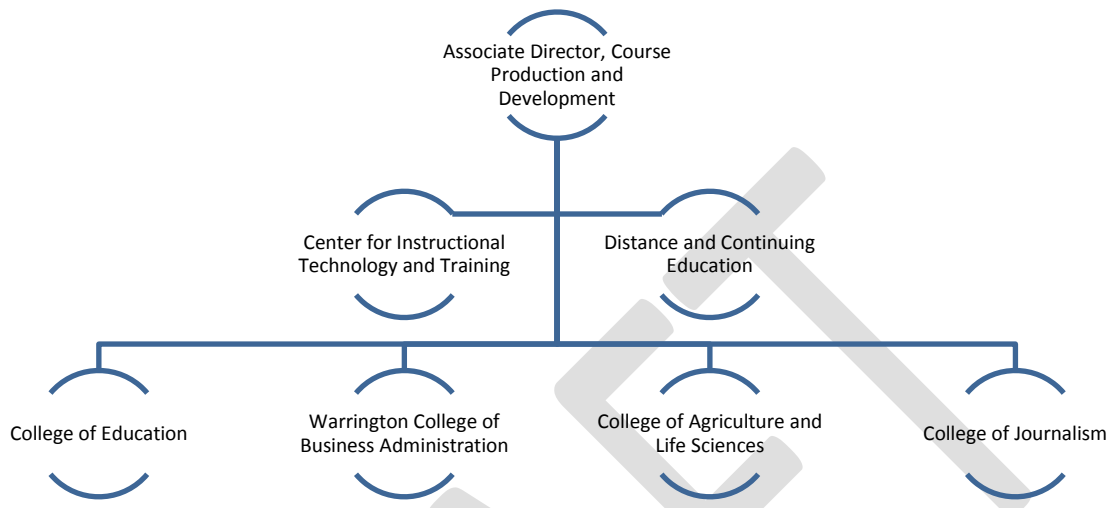 Associate Director, Course
Production and
Development
Center for Instructional
Technology and Training
Distance and Continuing
Education
College of Education
Warrington College of
Business Administration
College of Agriculture and
Life Sciences
College of Journalism